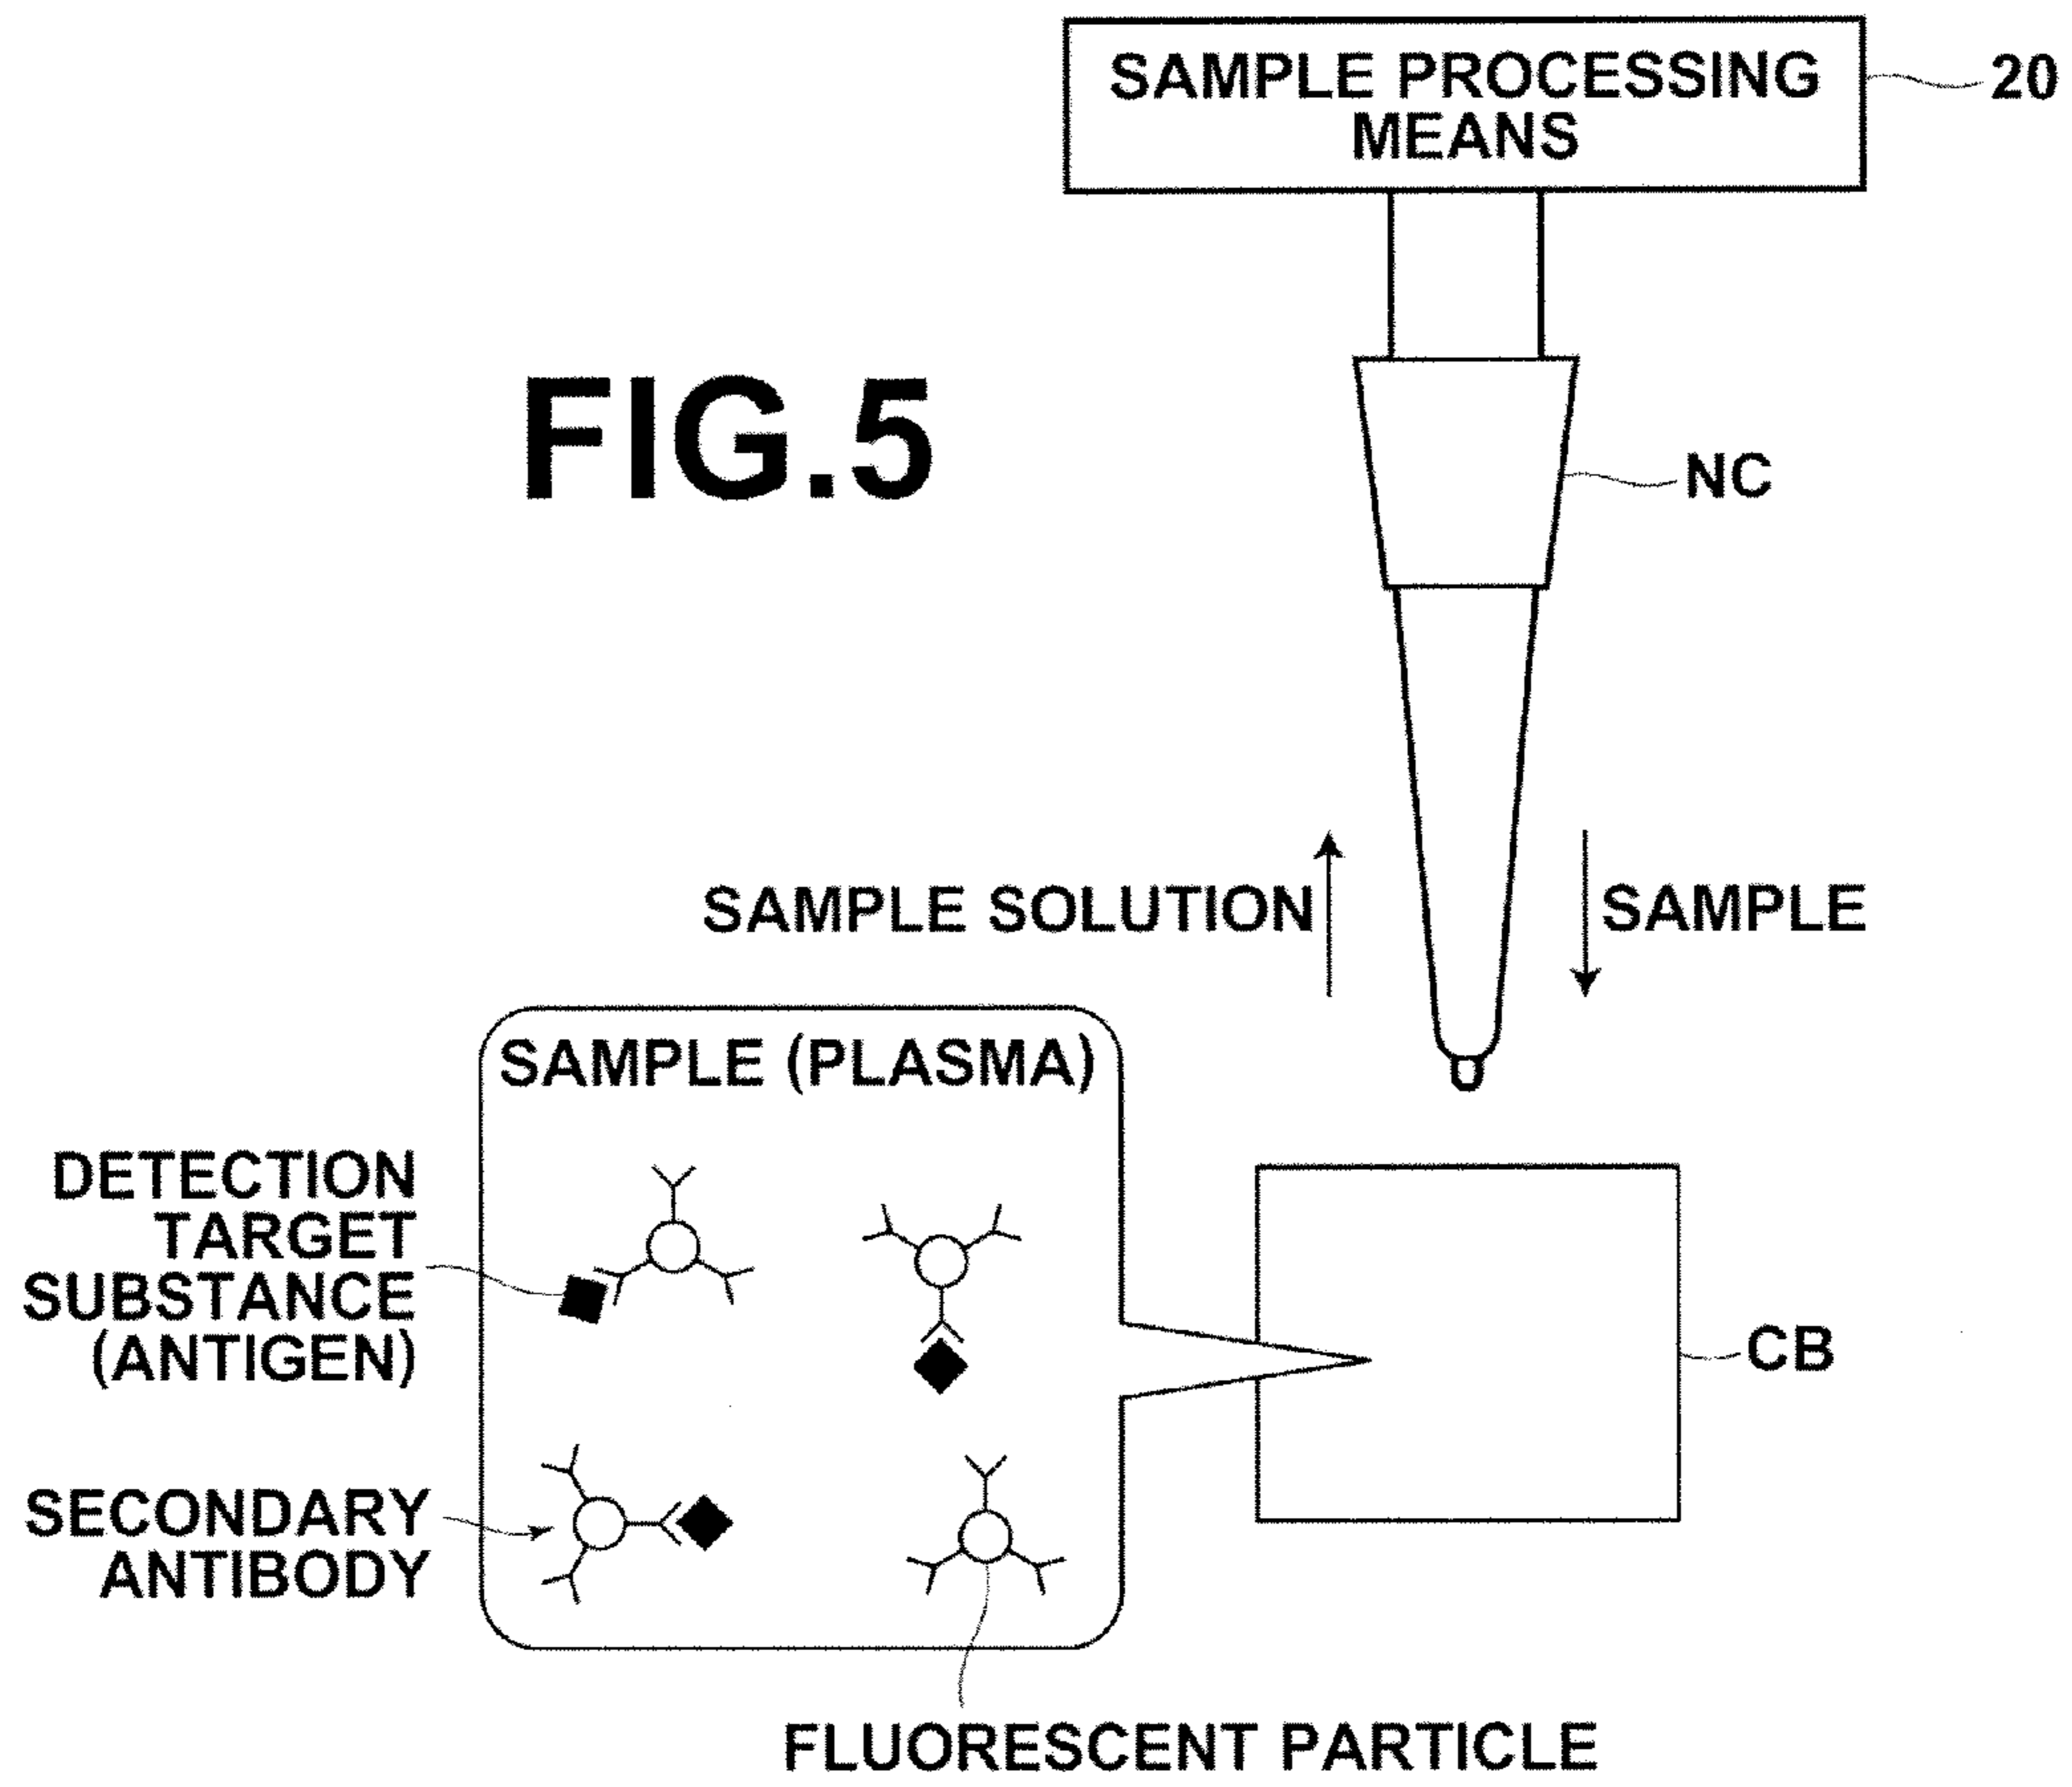 SAMPLE PROCESSING
MEANS
20
FIG.5
NC
SAMPLE SOLUTION
SAMPLE
SAMPLE (PLASMA)
DETECTION
TARGET
SUBSTANCE
(ANTIGEN)
CB
SECONDARY
ANTIBODY
FLUORESCENT PARTICLE